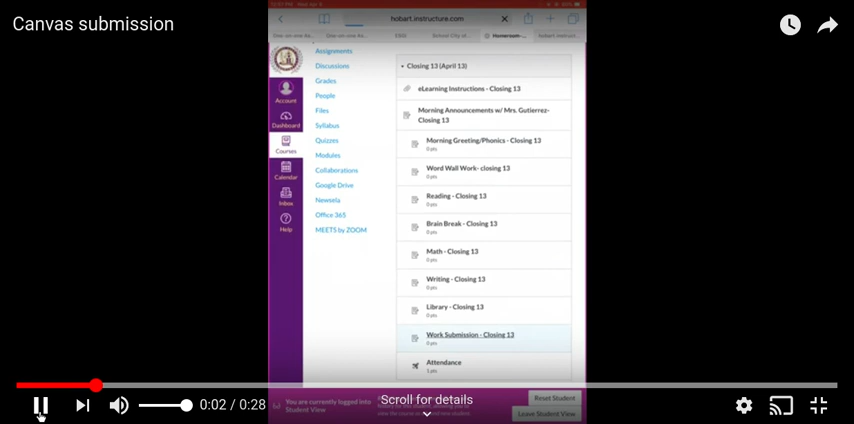 Canvas submission
hobart.instructure.com
Homeroom-...
Assignments
Discussions
Grades
People
Files
Syllabus
Quizzes
Modules
Collaborations
Google Drive
Newsela
Office 365
MEETS by ZOOM
Account
Dashboard
Courses
Calendar
Inbox
Help
Closing 13 (April 13)
eLearning Instructions - Closing 13
Morning Announcements w/ Mrs. Gutierrez-
Closing 13
Morning Greeting/Phonics - Closing 13
0 pts
Word Wall Work- closing 13
0 pts
Reading - Closing 13
0 pts
Brain Break - Closing 13
0 pts
Math - Closing 13
0 pts
Writing - Closing 13
0 pts
Library - Closing 13
0 pts
Work Submission - Closing 13
0 pts
Attendance
5 pts
You are currently logged into
Student View
Reset Student
Leave Student View
Scroll for details
0:02 / 0:28